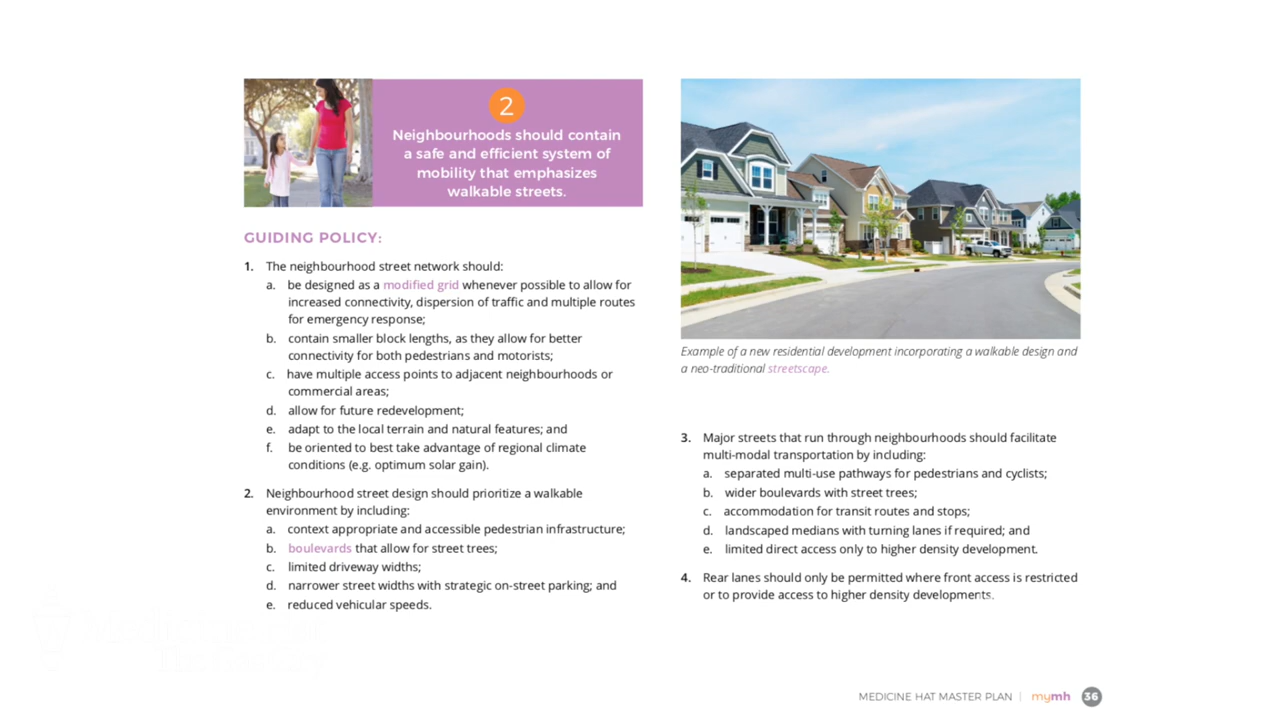 2
Neighbourhoods should contain
a safe and efficient system of
mobility that emphasizes
walkable streets.
GUIDING POLICY:
1. The neighbourhood street network should:
a. be designed as a modified grid whenever possible to allow for
increased connectivity, dispersion of traffic and multiple routes
for emergency response;
b. contain smaller block lengths, as they allow for better
connectivity for both pedestrians and motorists;
c. have multiple access points to adjacent neighbourhoods or
commercial areas;
d. allow for future redevelopment;
e. adapt to the local terrain and natural features; and
f. be oriented to best take advantage of regional climate
conditions (e.g. optimum solar gain).
2. Neighbourhood street design should prioritize a walkable
environment by including:
a. context appropriate and accessible pedestrian infrastructure;
b. boulevards that allow for street trees;
c. limited driveway widths;
d. narrower street widths with strategic on-street parking; and
e. reduced vehicular speeds.
Example of a new residential development incorporating a walkable design and
a neo-traditional streetscape.
3. Major streets that run through neighbourhoods should facilitate
multi-modal transportation by including:
a. separated multi-use pathways for pedestrians and cyclists;
b. wider boulevards with street trees;
c. accommodation for transit routes and stops;
d. landscaped medians with turning lanes if required; and
e. limited direct access only to higher density development.
4. Rear lanes should only be permitted where front access is restricted
or to provide access to higher density developments.
MEDICINE HAT MASTER PLAN | mymh 36